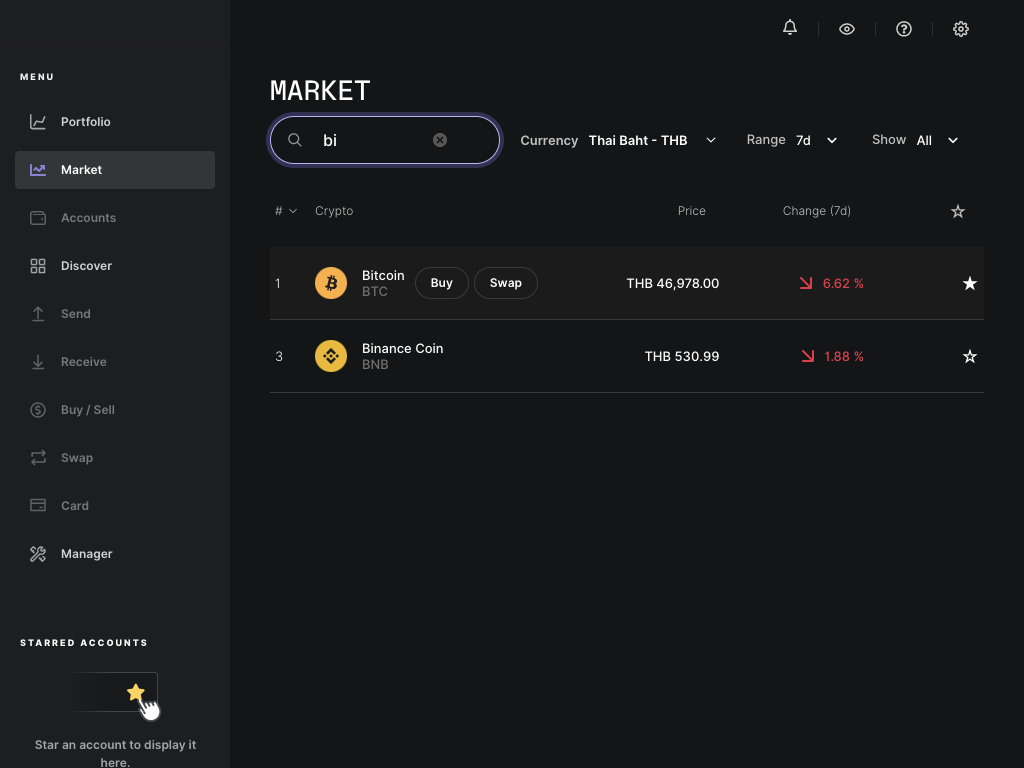 MENU
Portfolio
Market
Accounts
Discover
Send
Receive
Buy / Sell
Swap
Card
Manager
STARRED ACCOUNTS
Star an account to display it
here.
MARKET
bi
Currency Thai Baht - THB
Range 7d
Show All
# Crypto Price Change (7d)
1 Bitcoin BTC Buy Swap THB 46,978.00 6.62 %
3 Binance Coin BNB THB 530.99 1.88 %